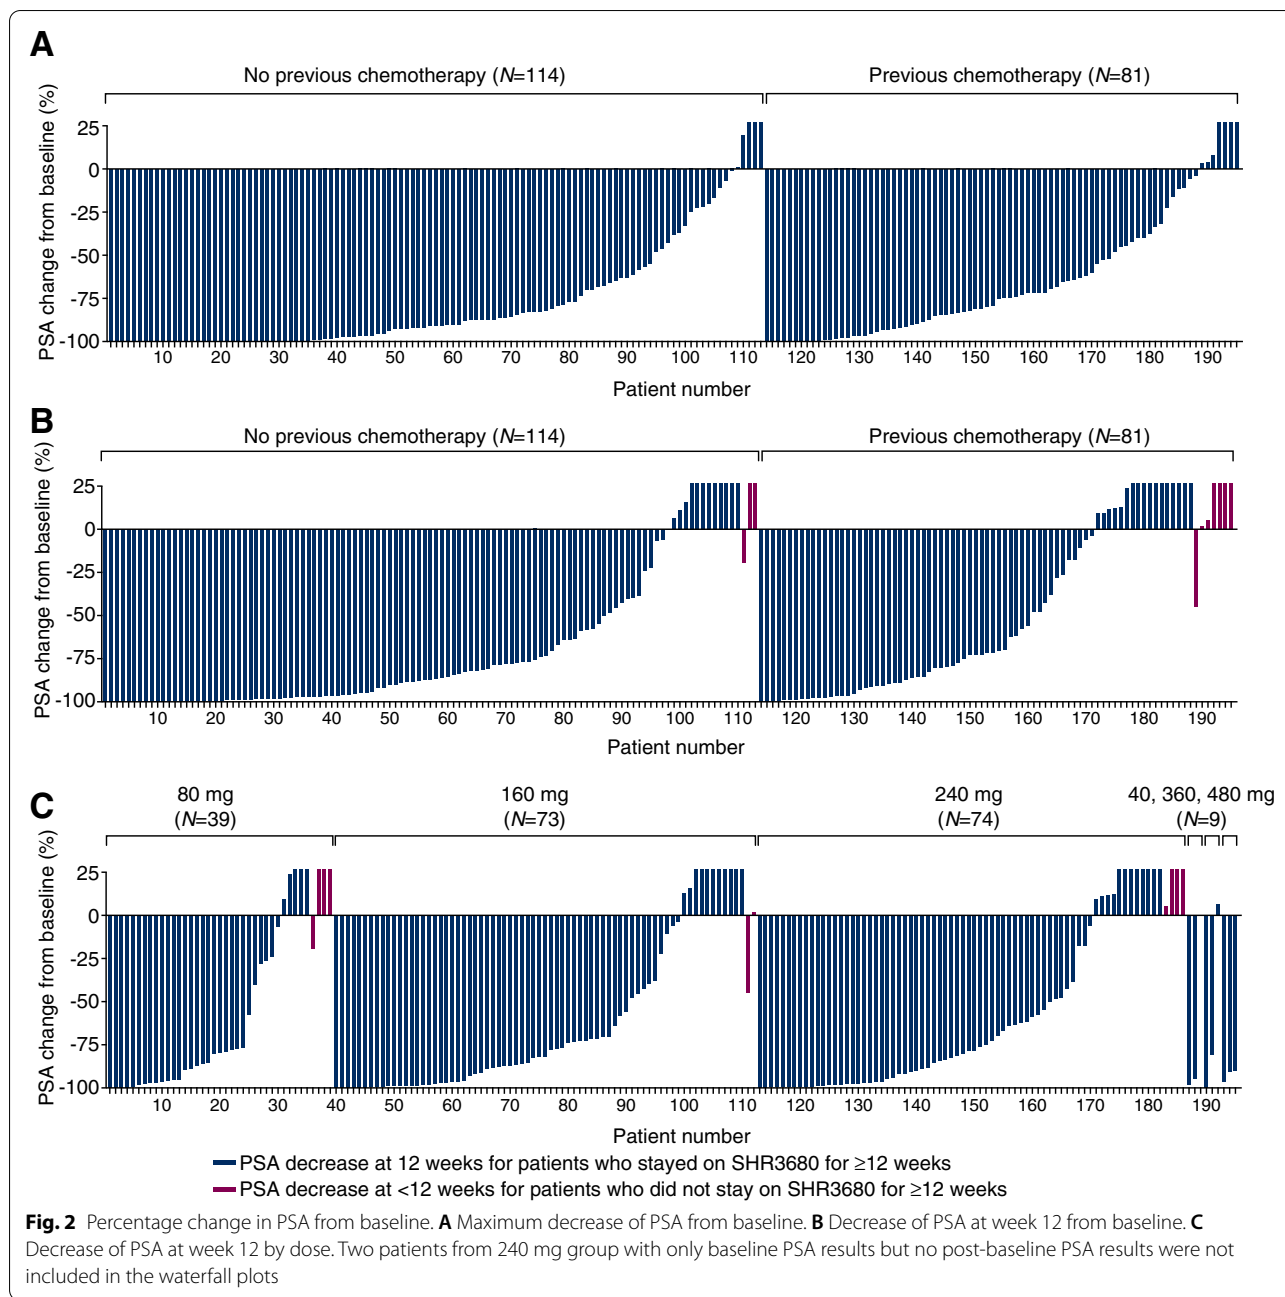 A
No previous chemotherapy (N=114)
Previous chemotherapy (N=81)
PSA change from baseline (%)
25
0
-25
-50
-75
-100
10 20 30 40 50 60 70 80 90 100 110 120 130 140 150 160 170 180 190
Patient number
B
No previous chemotherapy (N=114)
Previous chemotherapy (N=81)
PSA change from baseline (%)
25
0
-25
-50
-75
-100
10 20 30 40 50 60 70 80 90 100 110 120 130 140 150 160 170 180 190
Patient number
C
80 mg
(N=39)
160 mg
(N=73)
240 mg
(N=74)
40, 360, 480 mg
(N=9)
PSA change from baseline (%)
25
0
-25
-50
-75
-100
10 20 30 40 50 60 70 80 90 100 110 120 130 140 150 160 170 180 190
Patient number
PSA decrease at 12 weeks for patients who stayed on SHR3680 for ≥12 weeks
PSA decrease at <12 weeks for patients who did not stay on SHR3680 for ≥12 weeks
Fig. 2 Percentage change in PSA from baseline. A Maximum decrease of PSA from baseline. B Decrease of PSA at week 12 from baseline. C
Decrease of PSA at week 12 by dose. Two patients from 240 mg group with only baseline PSA results but no post-baseline PSA results were not
included in the waterfall plots